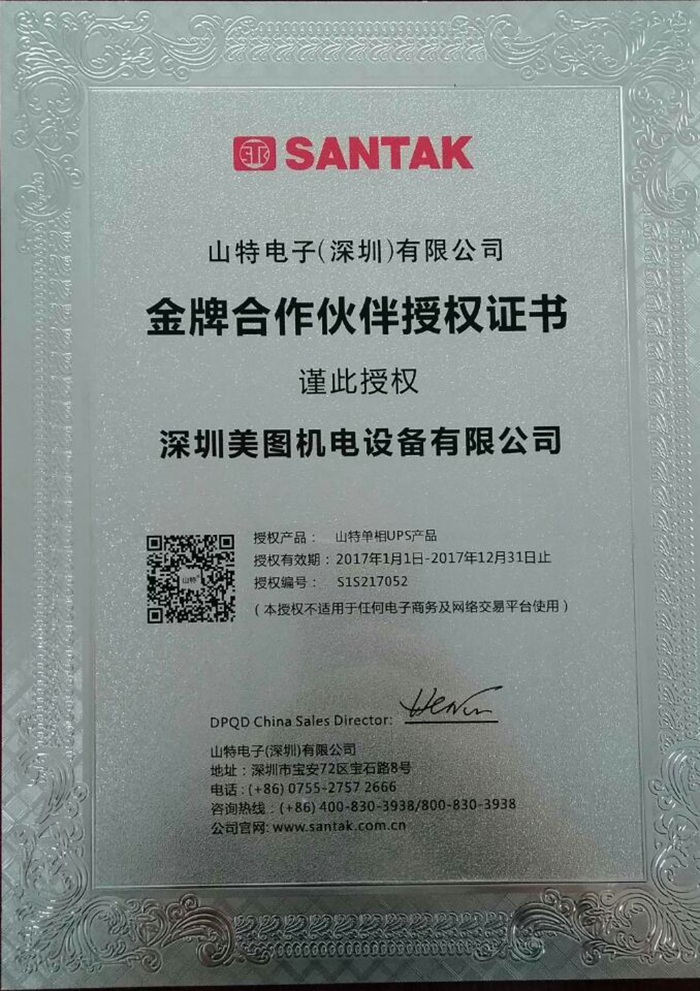 SANTAK
山特电子(深圳)有限公司
金牌合作伙伴授权证书
谨此授权
深圳美图机电设备有限公司
授权产品： 山特单相UPS产品
授权有效期：2017年1月1日-2017年12月31日止
授权编号： S1S217052
（本授权不适用于任何电子商务及网络交易平台使用）
山特
DPQD China Sales Director:
山特电子(深圳)有限公司
地址：深圳市宝安72区宝石路8号
电话：(+86) 0755-2757 2666
咨询热线：(+86) 400-830-3938/800-830-3938
公司官网: www.santak.com.cn